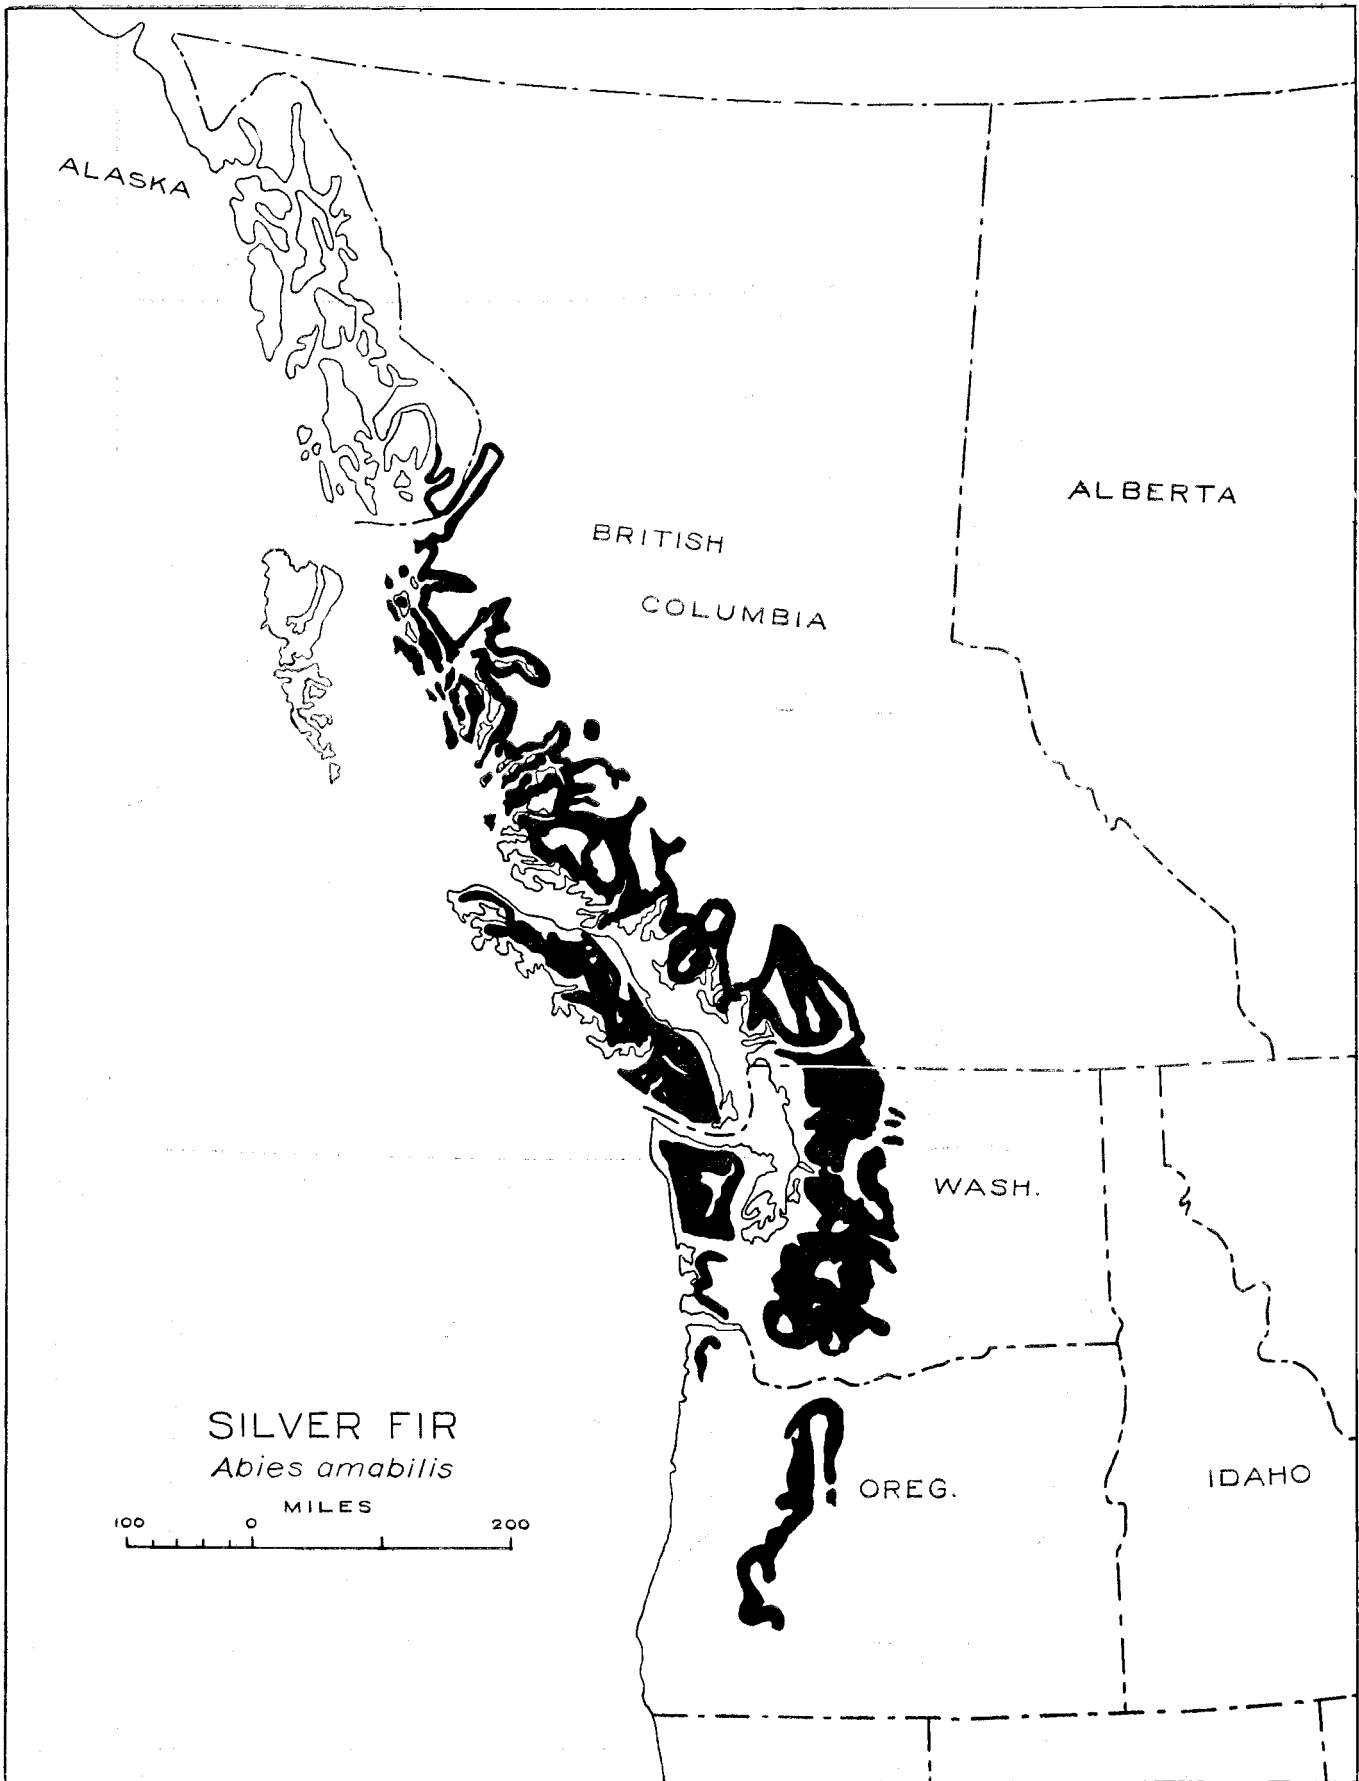 ALASKA
ALBERTA
BRITISH
COLUMBIA
WASH.
SILVER FIR
Abies amabilis
MILES
100 0 200
OREG.
IDAHO